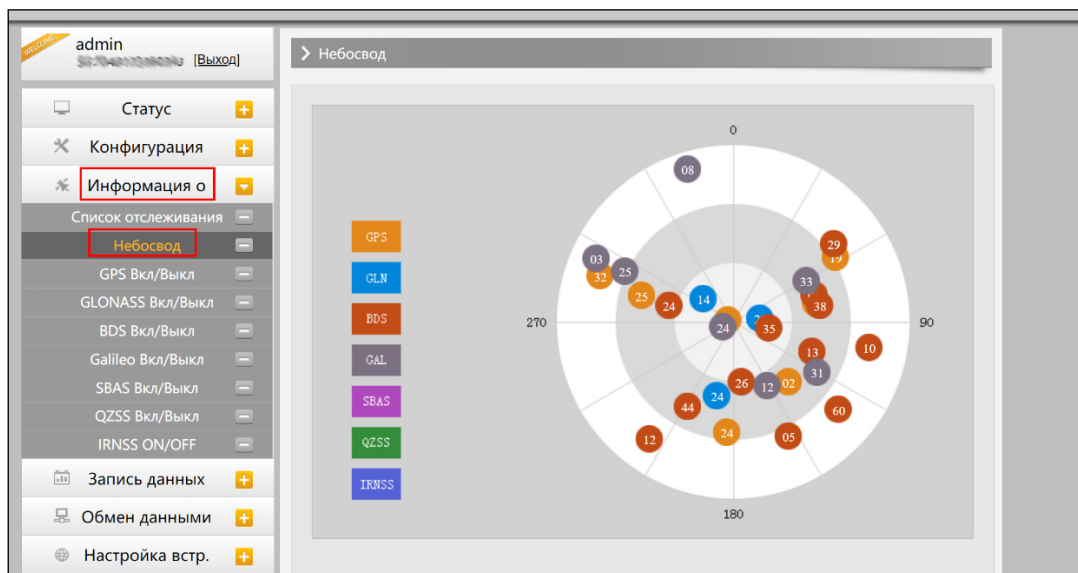 WELCOME
admin
[Выход]
Статус
Конфигурация
Информация о
Список отслеживания
Небосвод
GPS Вкл/Выкл
GLONASS Вкл/Выкл
BDS Вкл/Выкл
Galileo Вкл/Выкл
SBAS Вкл/Выкл
QZSS Вкл/Выкл
IRNSS ON/OFF
Запись данных
Обмен данными
Настройка встр.
Небосвод
GPS
GLN
BDS
GAL
SBAS
QZSS
IRNSS
0
90
180
270
08
29
19
03
32
25
33
25
24
14
38
24
35
10
13
31
26
12
02
24
44
60
24
05
12